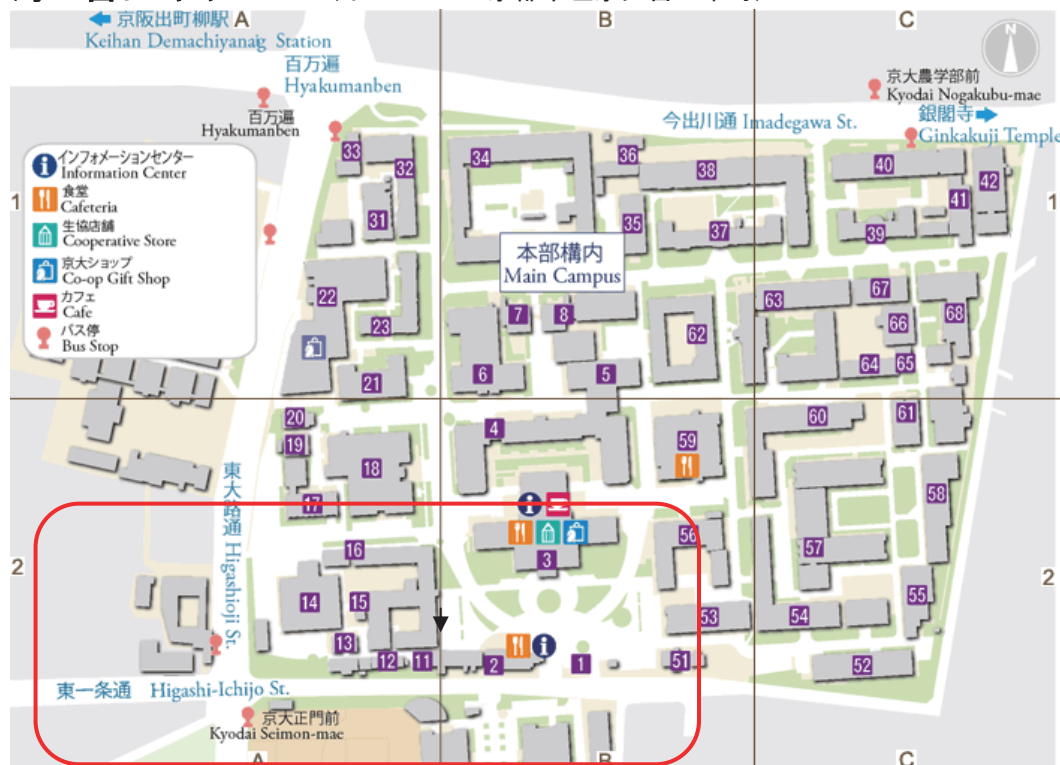 ← 京阪出町柳駅
Keihan Demachiyanaig Station
A
B
C
N
百万遍
Hyakumanben
百万遍
Hyakumanben
京大農学部前
Kyodai Nogakubu-mae
今出川通 Imadegawa St.
銀閣寺 →
Ginkakuji Temple
インフォメーションセンター
Information Center
食堂
Cafeteria
生協店舗
Cooperative Store
京大ショップ
Co-op Gift Shop
カフェ
Cafe
バス停
Bus Stop
1
1
33
32
31
34
36
35
38
37
40
41
42
39
本部構内
Main Campus
22
23
21
7
8
6
5
62
63
67
66
68
64
65
20
19
18
17
4
59
60
61
58
東大路通 Higashioji St.
2
2
16
14
15
13
12
11
3
56
57
53
54
55
2
1
51
52
東一条通 Higashi-Ichijo St.
京大正門前
Kyodai Seimon-mae
A
B
C